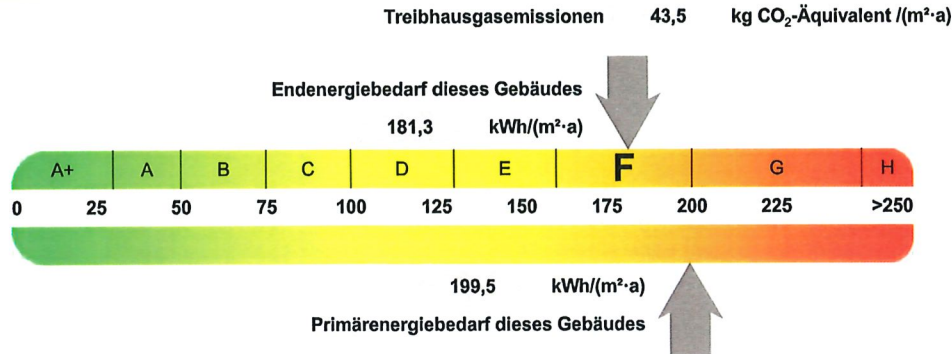 Treibhausgasemissionen 43,5 kg CO₂-Äquivalent /(m²·a)
Endenergiebedarf dieses Gebäudes
181,3 kWh/(m²·a)
A+ A B C D E F G H
0 25 50 75 100 125 150 175 200 225 >250
199,5 kWh/(m²·a)
Primärenergiebedarf dieses Gebäudes